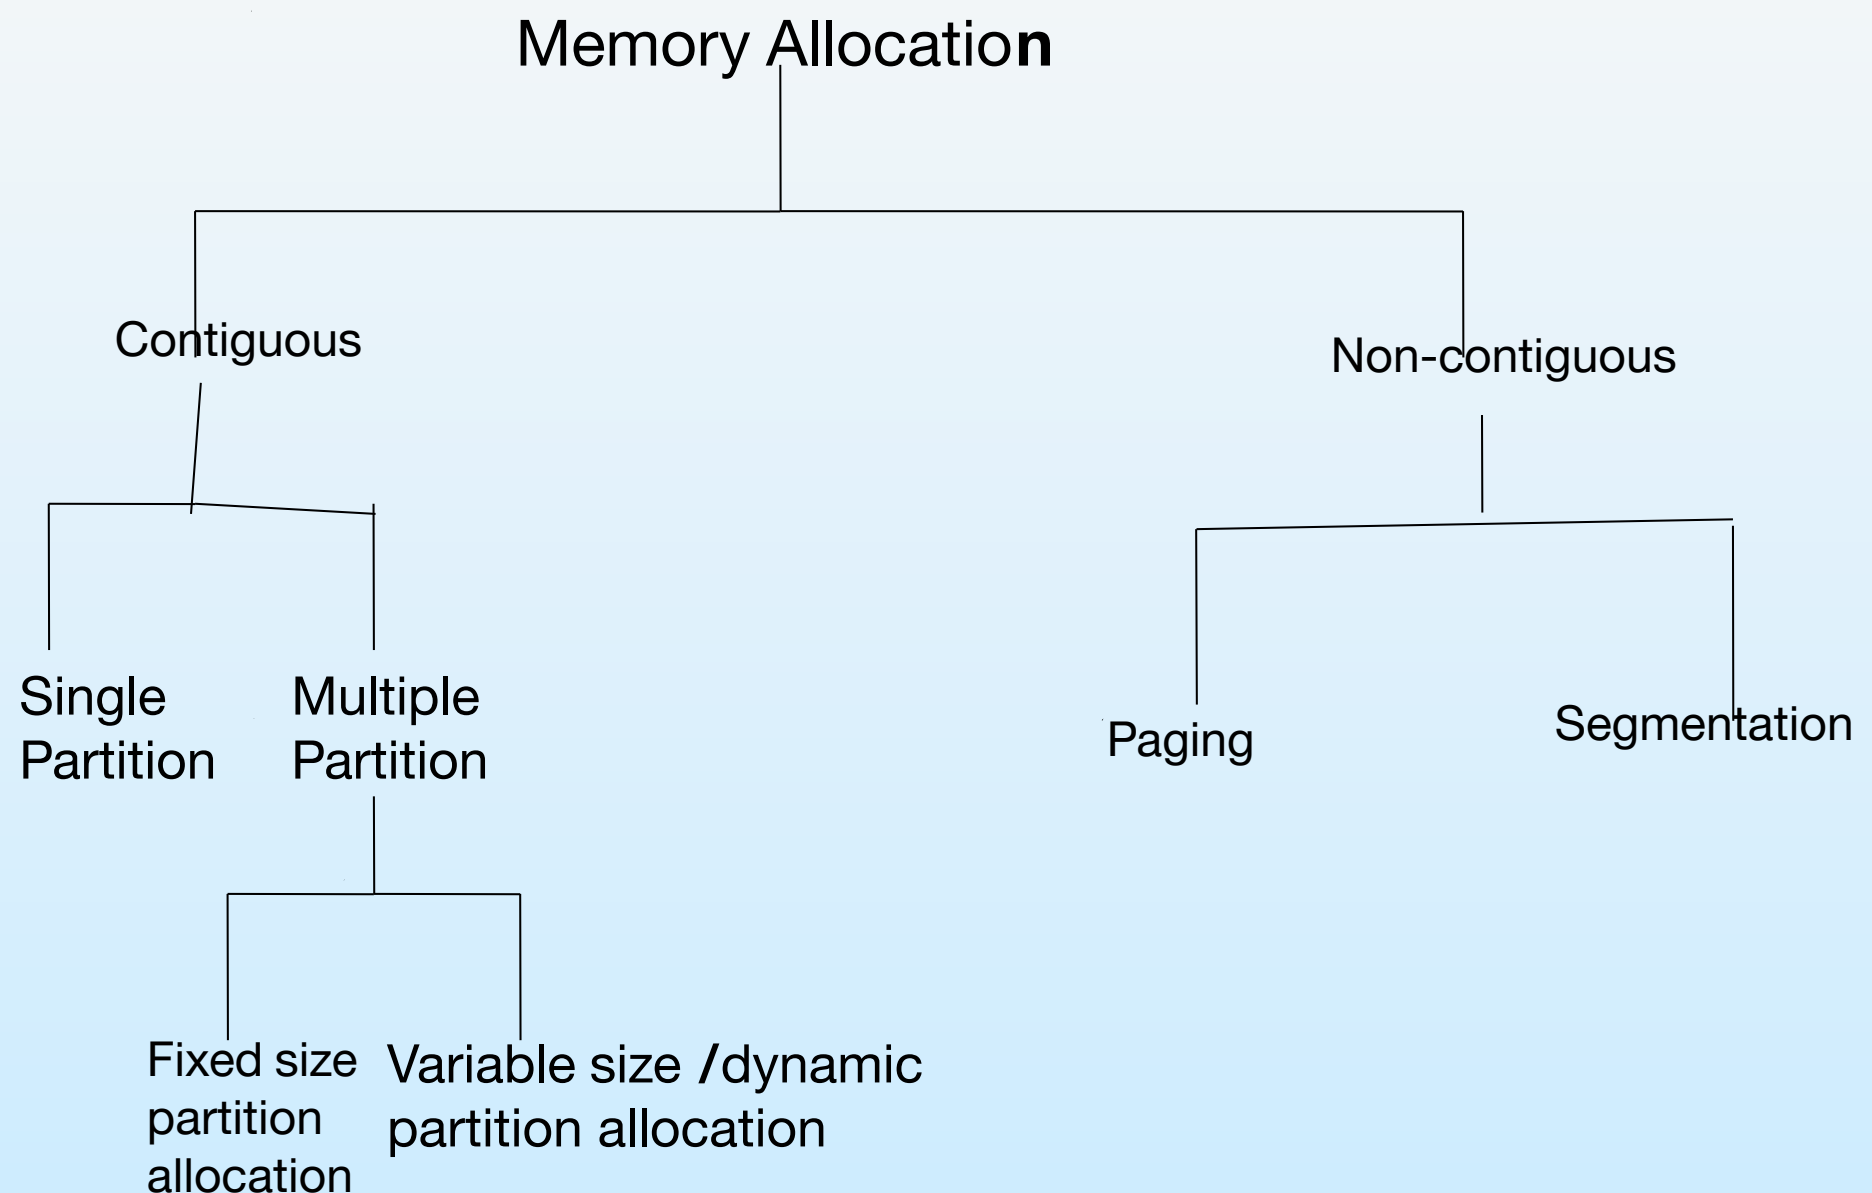 Memory Allocation
Contiguous
Non-contiguous
Single
Partition
Multiple
Partition
Paging
Segmentation
Fixed size
partition
allocation
Variable size /dynamic
partition allocation